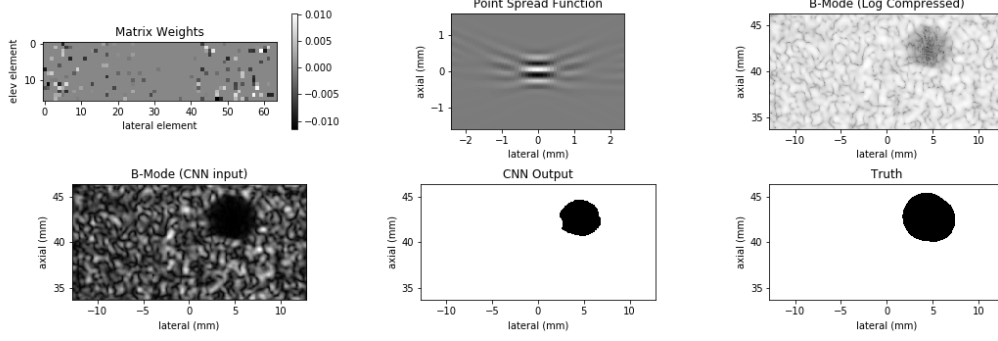 Matrix Weights
elev element
0
10
0 10 20 30 40 50 60
lateral element
0.010
0.005
0.000
−0.005
−0.010
Point Spread Function
axial (mm)
1
0
−1
−2 −1 0 1 2
lateral (mm)
B-Mode (Log Compressed)
axial (mm)
45
40
35
−10 −5 0 5 10
lateral (mm)
B-Mode (CNN input)
axial (mm)
45
40
35
−10 −5 0 5 10
lateral (mm)
CNN Output
axial (mm)
45
40
35
−10 −5 0 5 10
lateral (mm)
Truth
axial (mm)
45
40
35
−10 −5 0 5 10
lateral (mm)